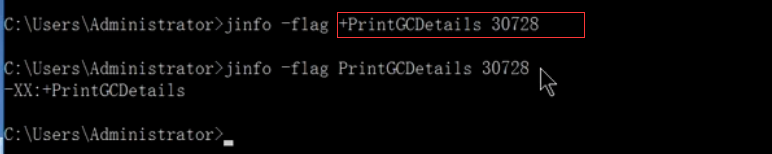 C:\Users\Administrator>jinfo -flag +PrintGCDetails 30728
C:\Users\Administrator>jinfo -flag PrintGCDetails 30728
-XX:+PrintGCDetails
C:\Users\Administrator>